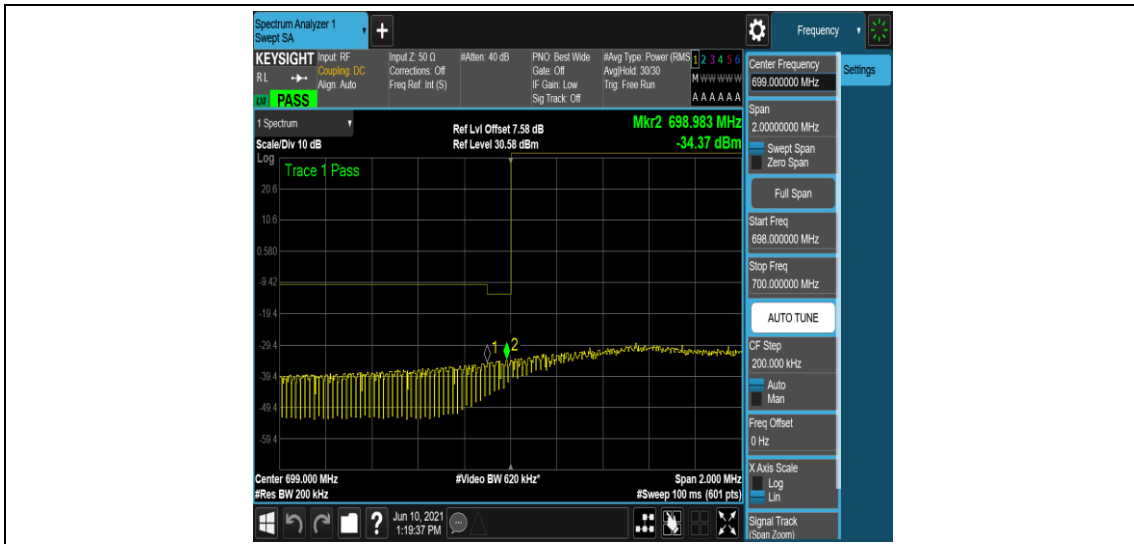 Spectrum Analyzer 1
Swept SA
+
Frequency
KEYSIGHT
RL
PASS
Input: RF
Coupling: DC
Align: Auto
Input Z: 50 Ω
Corrections: Off
Freq Ref: Int (S)
#Atten: 40 dB
PNO: Best Wide
Gate: Off
IF Gain: Low
Sig Track: Off
#Avg Type: Power (RMS
Avg|Hold: 30/30
Trig: Free Run
1 2 3 4 5 6
M W W W W W
A A A A A A
1 Spectrum
Scale/Div 10 dB
Ref Lvl Offset 7.58 dB
Ref Level 30.58 dBm
Mkr2 698.983 MHz
-34.37 dBm
Log
Trace 1 Pass
20.6
10.6
0.580
-9.42
-19.4
-29.4
-39.4
-49.4
-59.4
1
2
Center 699.000 MHz
#Res BW 200 kHz
#Video BW 620 kHz*
Span 2.000 MHz
#Sweep 100 ms (601 pts)
?
Jun 10, 2021
1:19:37 PM
Center Frequency
699.000000 MHz
Settings
Span
2.00000000 MHz
Swept Span
Zero Span
Full Span
Start Freq
698.000000 MHz
Stop Freq
700.000000 MHz
AUTO TUNE
CF Step
200.000 kHz
Auto
Man
Freq Offset
0 Hz
X Axis Scale
Log
Lin
Signal Track
(Span Zoom)